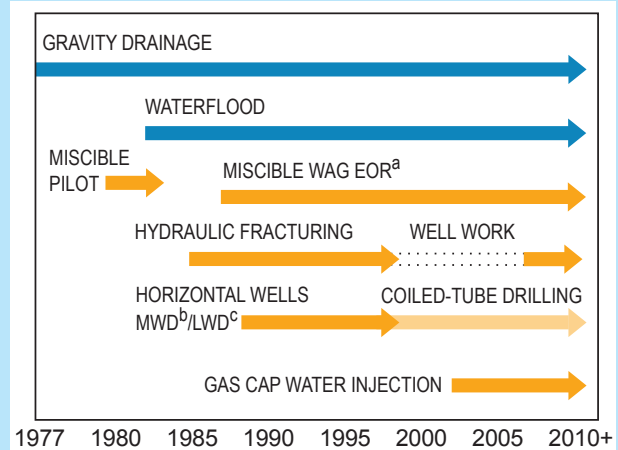 GRAVITY DRAINAGE
WATERFLOOD
MISCIBLE
PILOT
MISCIBLE WAG EORᵃ
HYDRAULIC FRACTURING
WELL WORK
HORIZONTAL WELLS
MWDᵇ/LWDᶜ
COILED-TUBE DRILLING
GAS CAP WATER INJECTION
1977 1980 1985 1990 1995 2000 2005 2010+